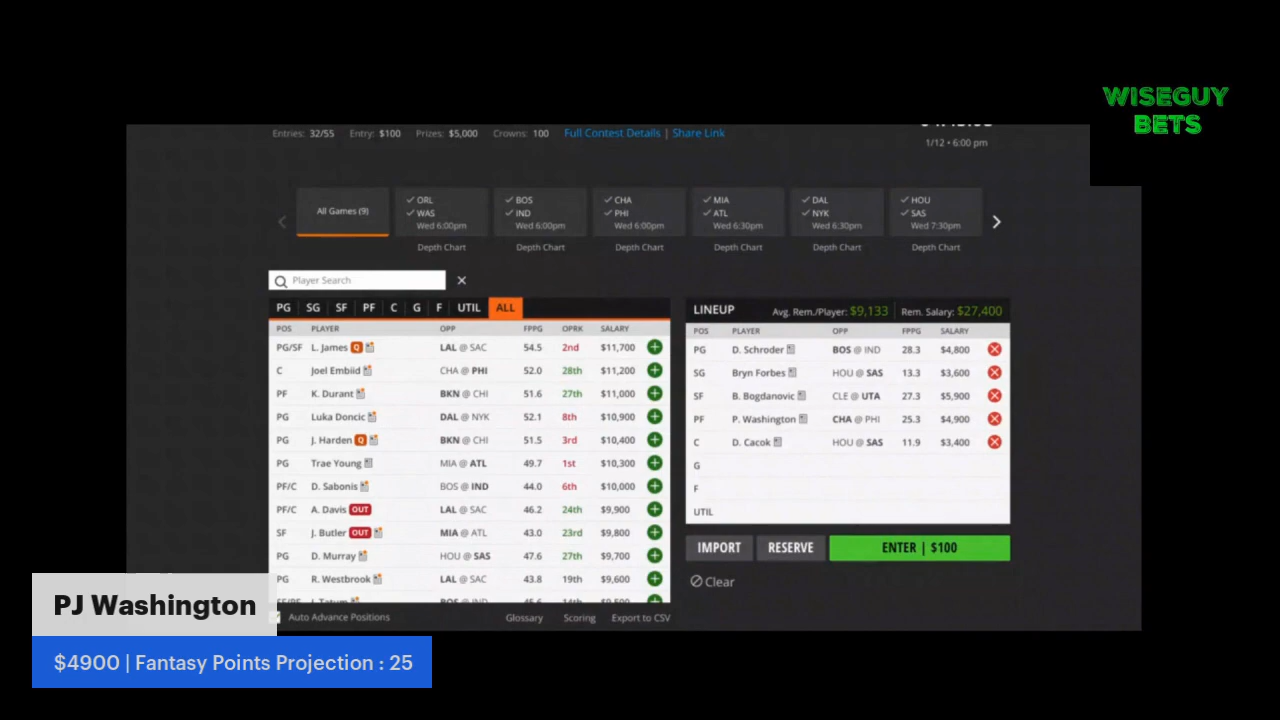 WISEGUY
BETS
Entries: 32/55 Entry: $100 Prizes: $5,000 Crowns: 100 Full Contest Details | Share Link
1/12 • 6:00 pm
All Games (9)
ORL
WAS
Wed 6:00pm
BOS
IND
Wed 6:00pm
CHA
PHI
Wed 6:00pm
MIA
ATL
Wed 6:30pm
DAL
NYK
Wed 6:30pm
HOU
SAS
Wed 7:30pm
Depth Chart Depth Chart Depth Chart Depth Chart Depth Chart Depth Chart
Player Search
PG SG SF PF C G F UTIL ALL
POS PLAYER OPP FPPG OPRK SALARY
PG/SF L. James Q LAL @ SAC 54.5 2nd $11,700
C Joel Embiid CHA @ PHI 52.0 28th $11,200
PF K. Durant BKN @ CHI 51.6 27th $11,000
PG Luka Doncic DAL @ NYK 52.1 8th $10,900
PG J. Harden Q BKN @ CHI 51.5 3rd $10,400
PG Trae Young MIA @ ATL 49.7 1st $10,300
PF/C D. Sabonis BOS @ IND 44.0 6th $10,000
PF/C A. Davis OUT LAL @ SAC 46.2 24th $9,900
SF J. Butler OUT MIA @ ATL 43.0 23rd $9,800
PG D. Murray HOU @ SAS 47.6 27th $9,700
PG R. Westbrook LAL @ SAC 43.8 19th $9,600
Auto Advance Positions Glossary Scoring Export to CSV
LINEUP Avg. Rem./Player: $9,133 Rem. Salary: $27,400
POS PLAYER OPP FPPG SALARY
PG D. Schroder BOS @ IND 28.3 $4,800
SG Bryn Forbes HOU @ SAS 13.3 $3,600
SF B. Bogdanovic CLE @ UTA 27.3 $5,900
PF P. Washington CHA @ PHI 25.3 $4,900
C D. Cacok HOU @ SAS 11.9 $3,400
G
F
UTIL
IMPORT RESERVE ENTER | $100
Clear
PJ Washington
$4900 | Fantasy Points Projection : 25